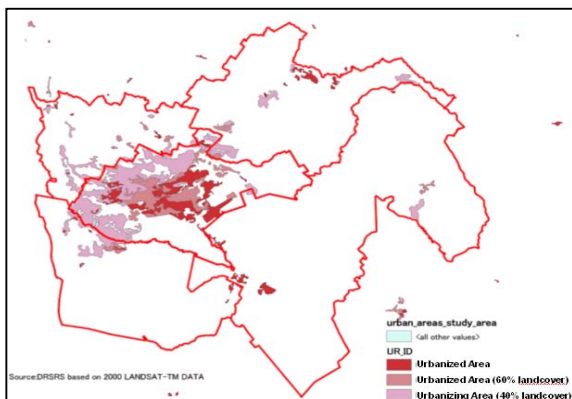 urban_areas_study_area
<all other values>
UR_ID
Urbanized Area
Urbanized Area (60% landcover)
Urbanizing Area (40% landcover)
Source:DRSRS based on 2000 LANDSAT-TM DATA